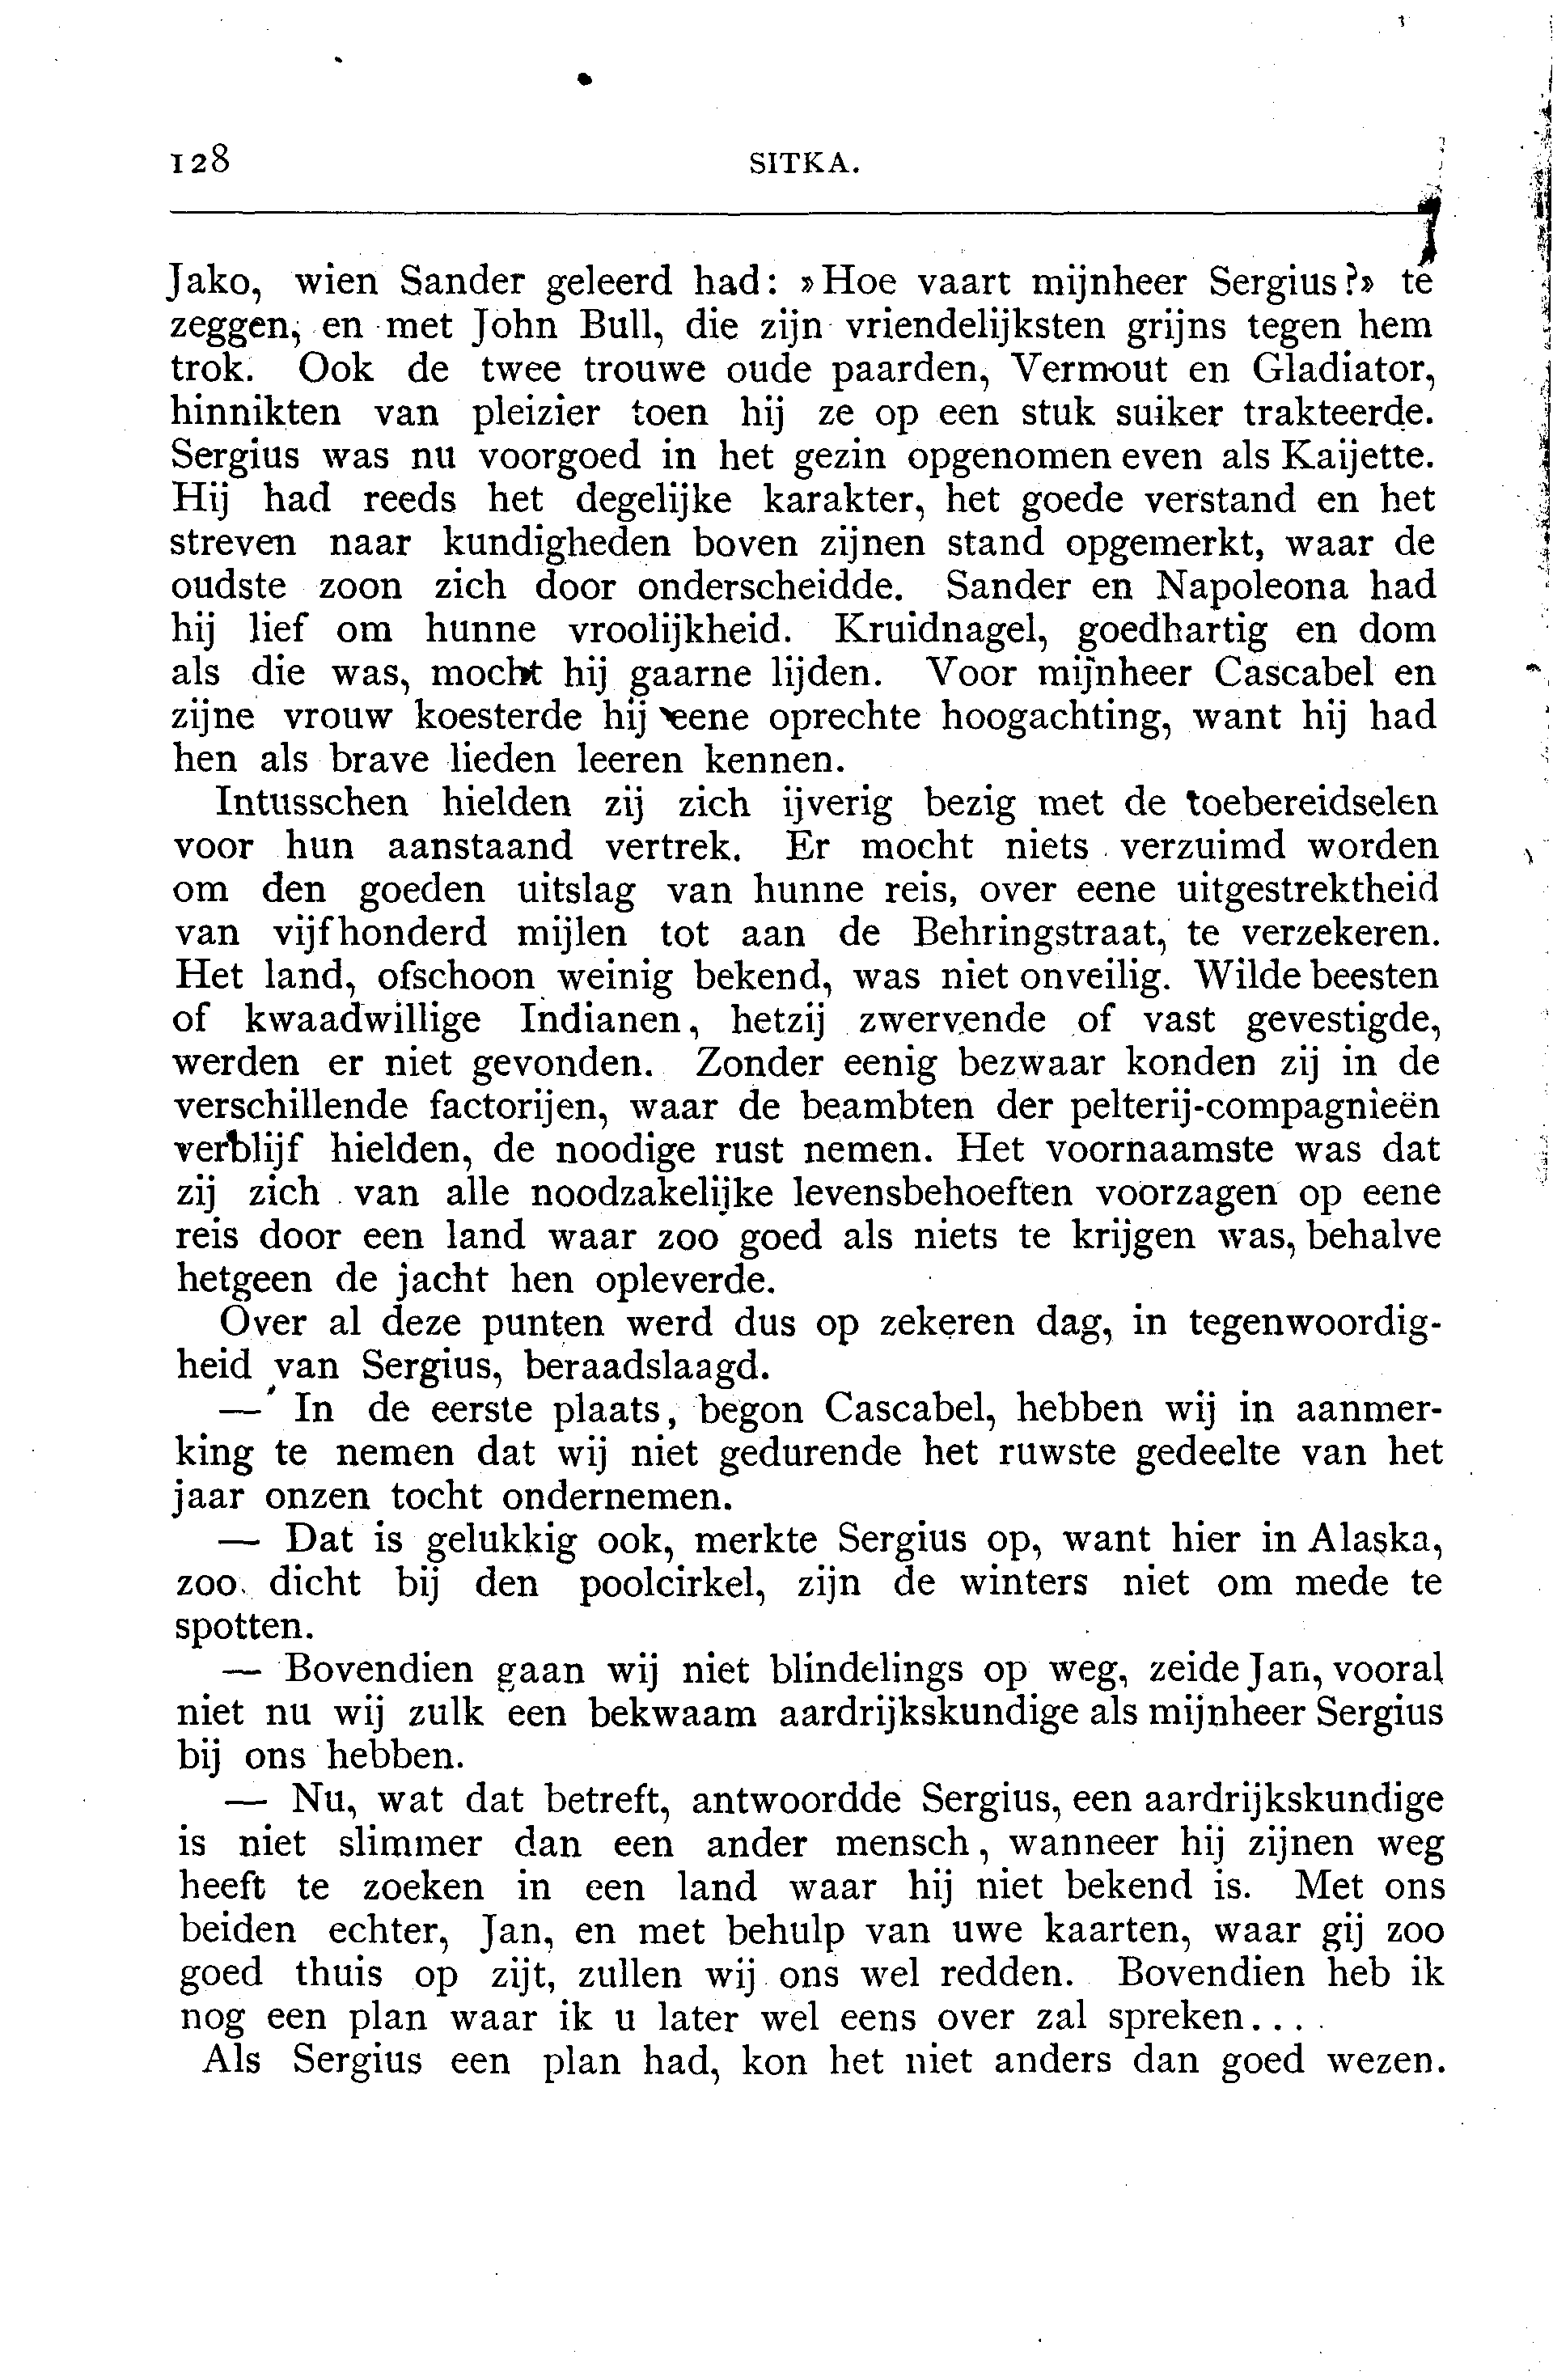 128
SITKA.
Jako, wien Sander geleerd had: »Hoe vaart mijnheer Sergius?» te
zeggen, en met John Bull, die zijn vriendelijksten grijns tegen hem
trok. Ook de twee trouwe oude paarden, Vermout en Gladiator,
hinnikten van pleizier toen hij ze op een stuk suiker trakteerde.
Sergius was nu voorgoed in het gezin opgenomen even als Kaijette.
Hij had reeds het degelijke karakter, het goede verstand en het
streven naar kundigheden boven zijnen stand opgemerkt, waar de
oudste zoon zich door onderscheidde. Sander en Napoleona had
hij lief om hunne vroolijkheid. Kruidnagel, goedhartig en dom
als die was, mocht hij gaarne lijden. Voor mijnheer Cascabel en
zijne vrouw koesterde hij eene oprechte hoogachting, want hij had
hen als brave lieden leeren kennen.
Intusschen hielden zij zich ijverig bezig met de toebereidselen
voor hun aanstaand vertrek. Er mocht niets verzuimd worden
om den goeden uitslag van hunne reis, over eene uitgestrektheid
van vijfhonderd mijlen tot aan de Behringstraat, te verzekeren.
Het land, ofschoon weinig bekend, was niet onveilig. Wilde beesten
of kwaadwillige Indianen, hetzij zwervende of vast gevestigde,
werden er niet gevonden. Zonder eenig bezwaar konden zij in de
verschillende factorijen, waar de beambten der pelterij-compagnieën
verblijf hielden, de noodige rust nemen. Het voornaamste was dat
zij zich van alle noodzakelijke levensbehoeften voorzagen op eene
reis door een land waar zoo goed als niets te krijgen was, behalve
hetgeen de jacht hen opleverde.
Over al deze punten werd dus op zekeren dag, in tegenwoordig-
heid van Sergius, beraadslaagd.
— In de eerste plaats, begon Cascabel, hebben wij in aanmer-
king te nemen dat wij niet gedurende het ruwste gedeelte van het
jaar onzen tocht ondernemen.
— Dat is gelukkig ook, merkte Sergius op, want hier in Alaska,
zoo dicht bij den poolcirkel, zijn de winters niet om mede te
spotten.
— Bovendien gaan wij niet blindelings op weg, zeide Jan, vooral
niet nu wij zulk een bekwaam aardrijkskundige als mijnheer Sergius
bij ons hebben.
— Nu, wat dat betreft, antwoordde Sergius, een aardrijkskundige
is niet slimmer dan een ander mensch, wanneer hij zijnen weg
heeft te zoeken in een land waar hij niet bekend is. Met ons
beiden echter, Jan, en met behulp van uwe kaarten, waar gij zoo
goed thuis op zijt, zullen wij ons wel redden. Bovendien heb ik
nog een plan waar ik u later wel eens over zal spreken....
Als Sergius een plan had, kon het niet anders dan goed wezen.